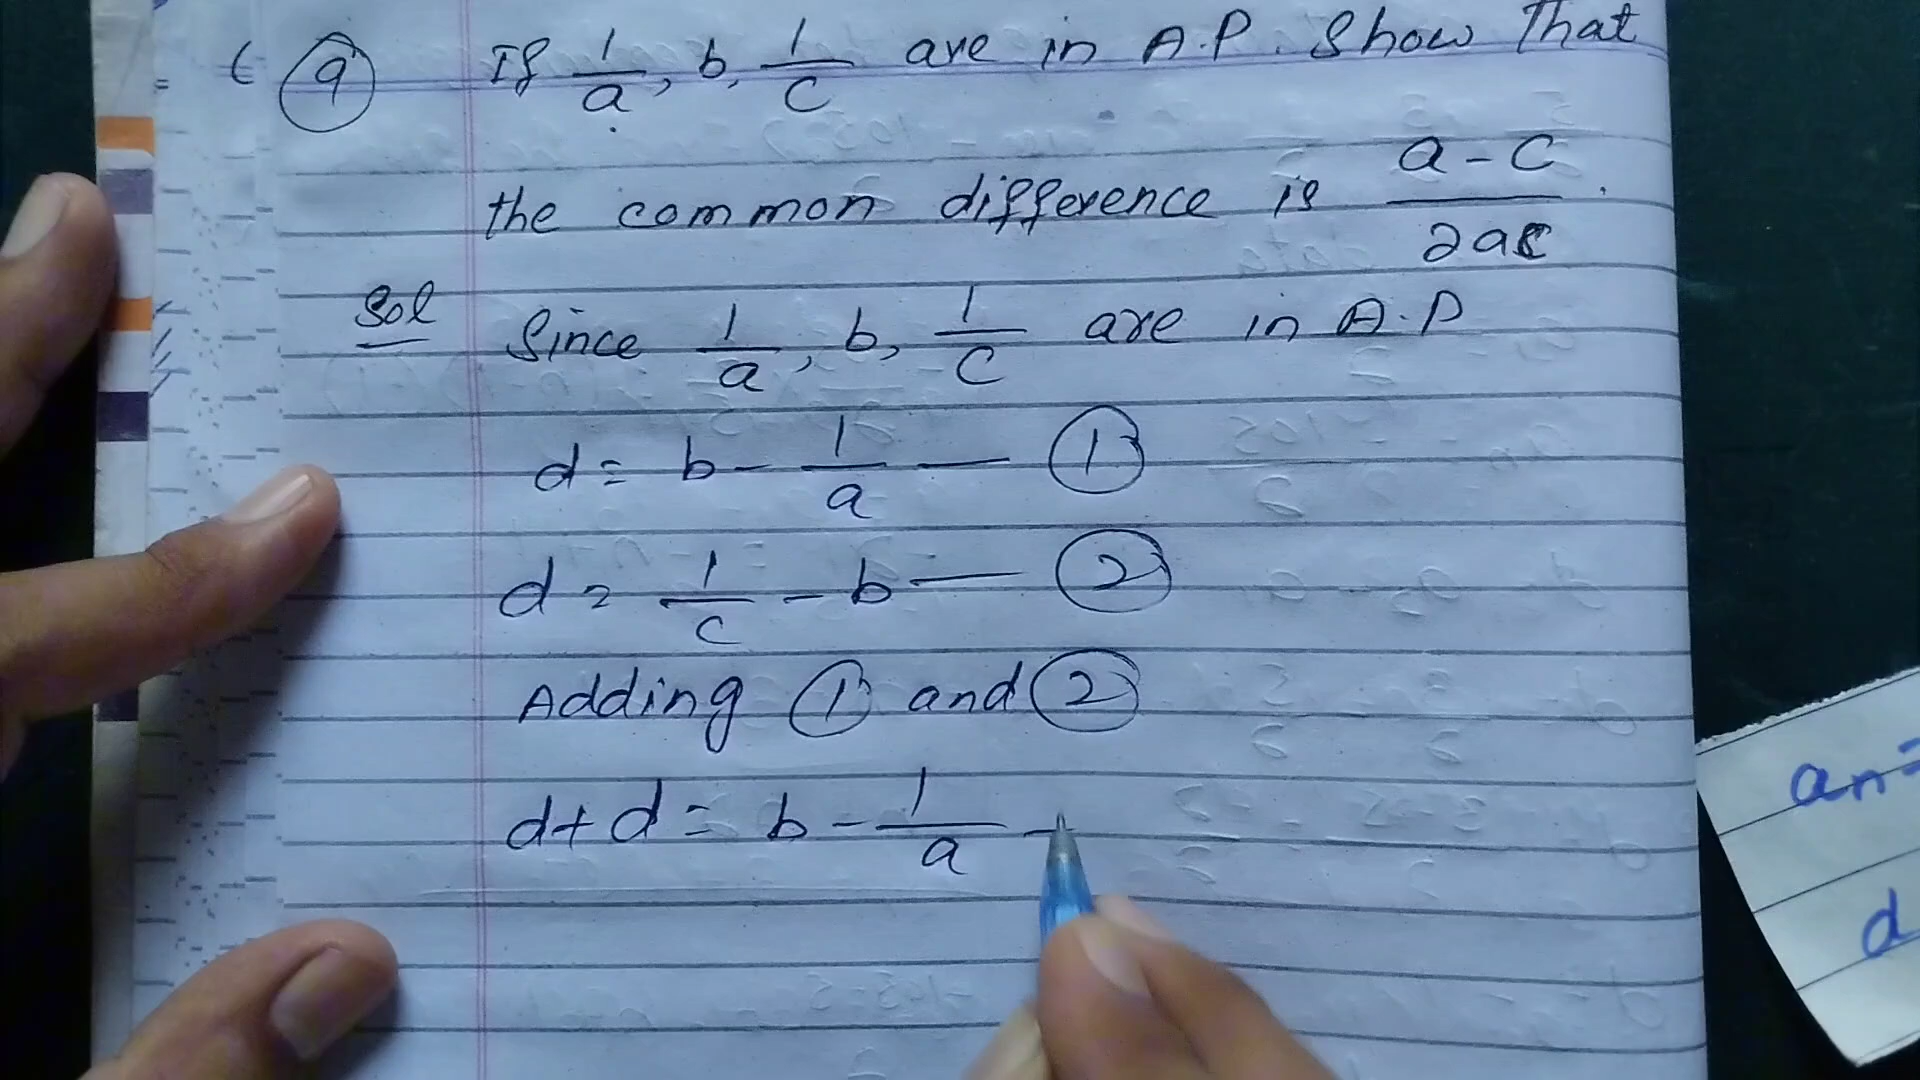 (9) If 1/a, b, 1/c are in A.P. Show That
the common difference is (a - c)/(2ac).
Sol Since 1/a, b, 1/c are in A.P
d = b - 1/a — (1)
d = 1/c - b — (2)
Adding (1) and (2)
d + d = b - 1/a
an =
d